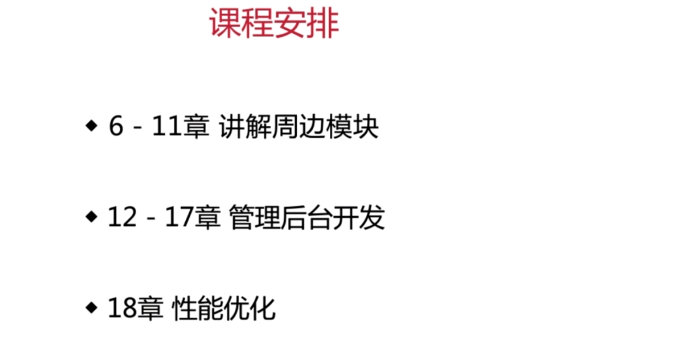 课程安排
◆ 6 - 11章 讲解周边模块
◆ 12 - 17章 管理后台开发
◆ 18章 性能优化